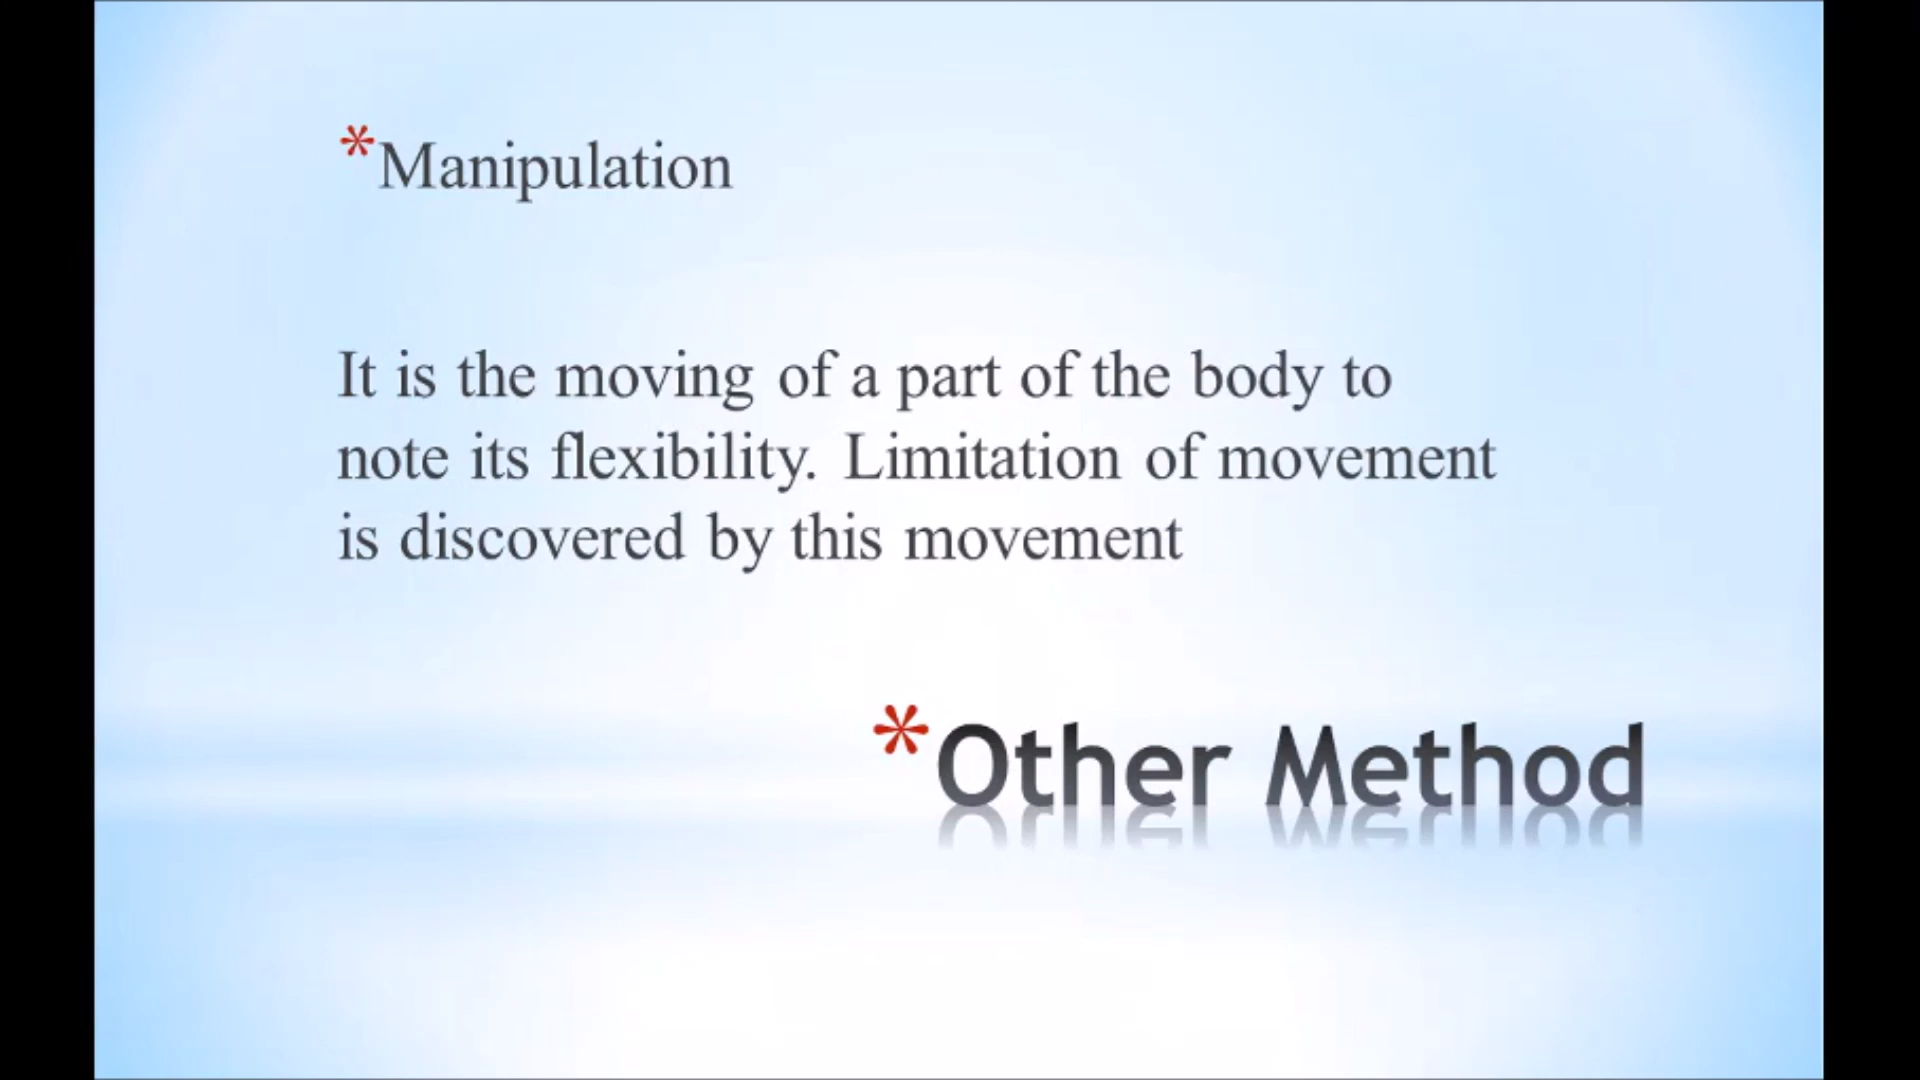 *Manipulation
It is the moving of a part of the body to
note its flexibility. Limitation of movement
is discovered by this movement
*Other Method